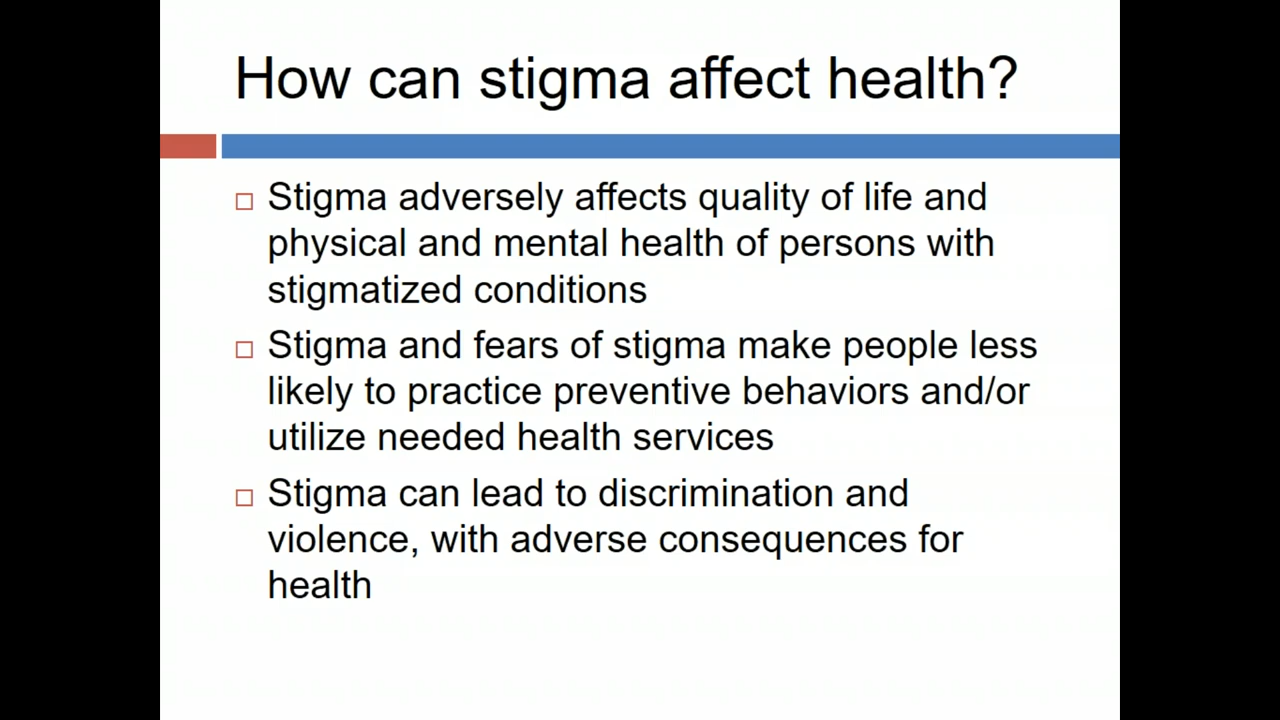 How can stigma affect health?
Stigma adversely affects quality of life and
physical and mental health of persons with
stigmatized conditions
Stigma and fears of stigma make people less
likely to practice preventive behaviors and/or
utilize needed health services
Stigma can lead to discrimination and
violence, with adverse consequences for
health